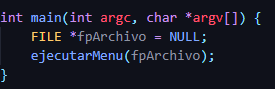 int main(int argc, char *argv[]) {
    FILE *fpArchivo = NULL;
    ejecutarMenu(fpArchivo);
}